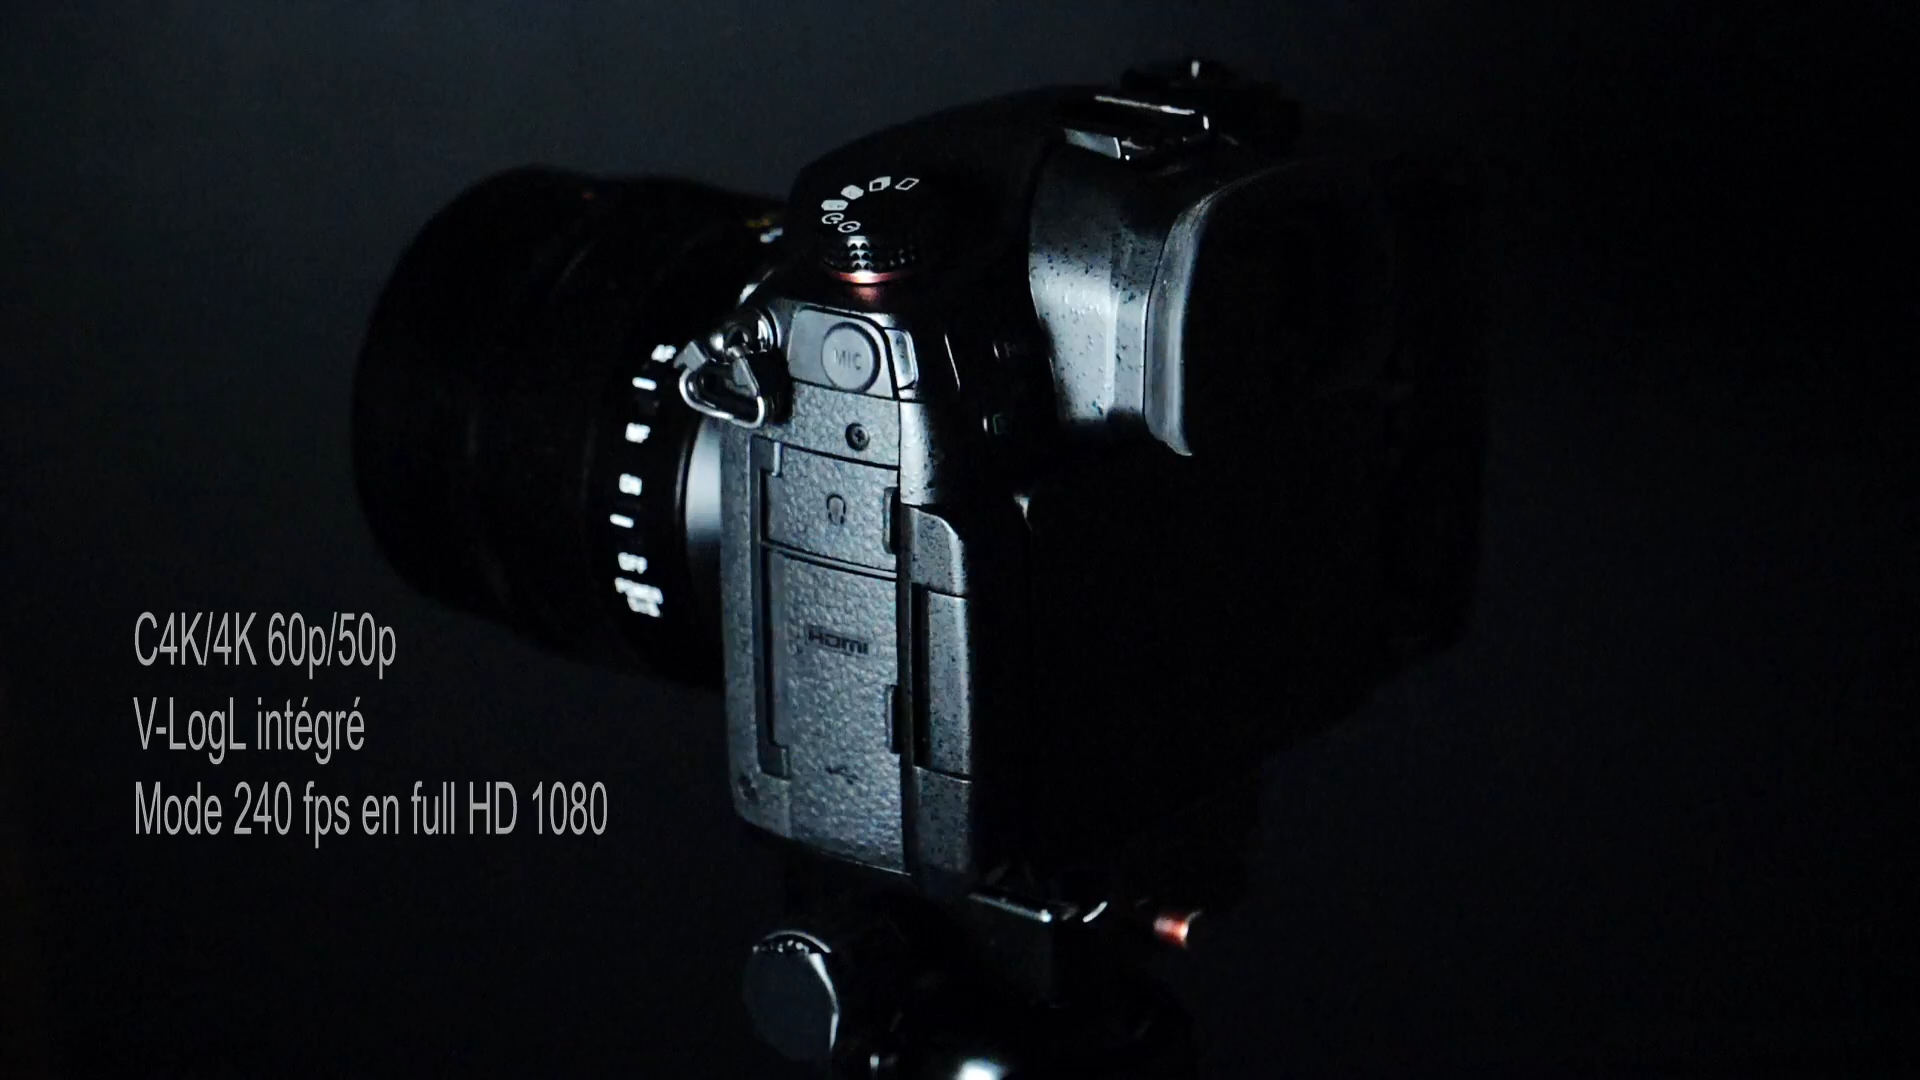 MIC
HDMI
C4K/4K 60p/50p
V-LogL intégré
Mode 240 fps en full HD 1080